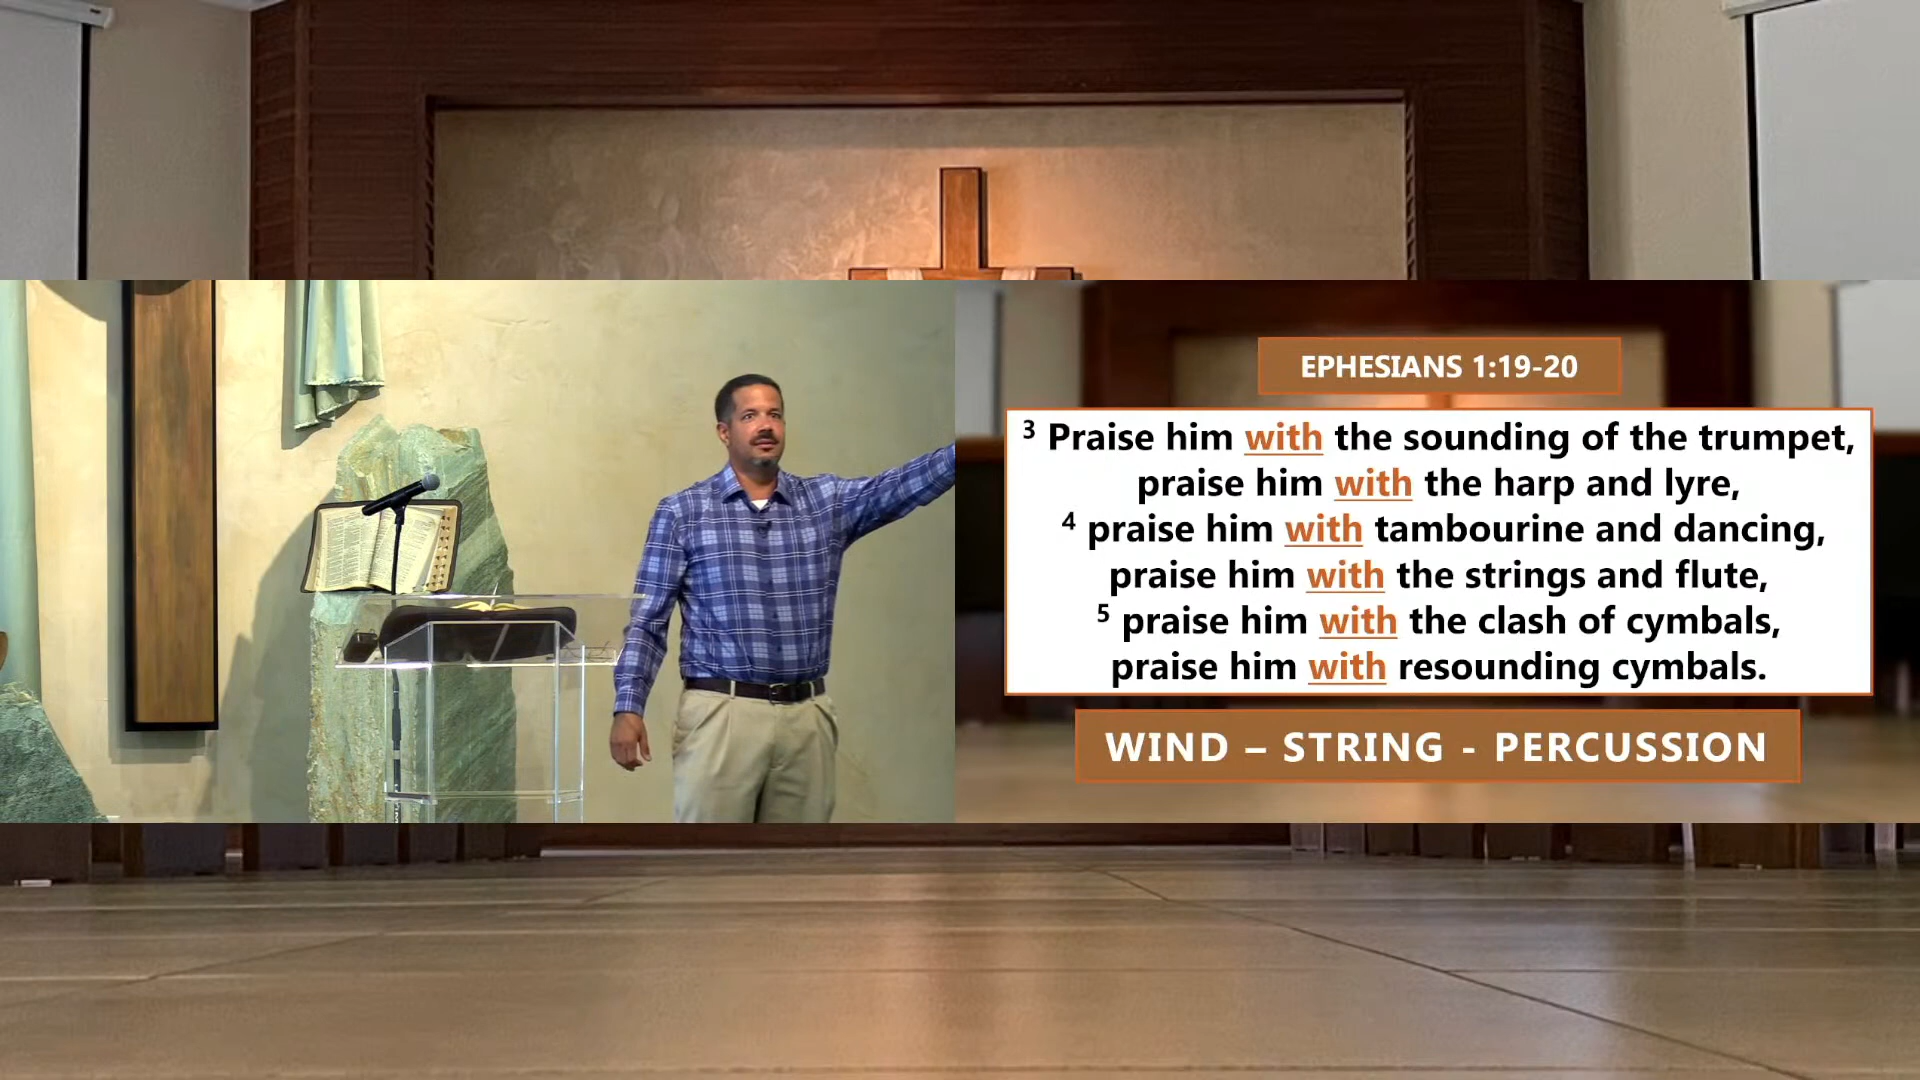 EPHESIANS 1:19-20
3 Praise him with the sounding of the trumpet,
praise him with the harp and lyre,
4 praise him with tambourine and dancing,
praise him with the strings and flute,
5 praise him with the clash of cymbals,
praise him with resounding cymbals.
WIND – STRING - PERCUSSION